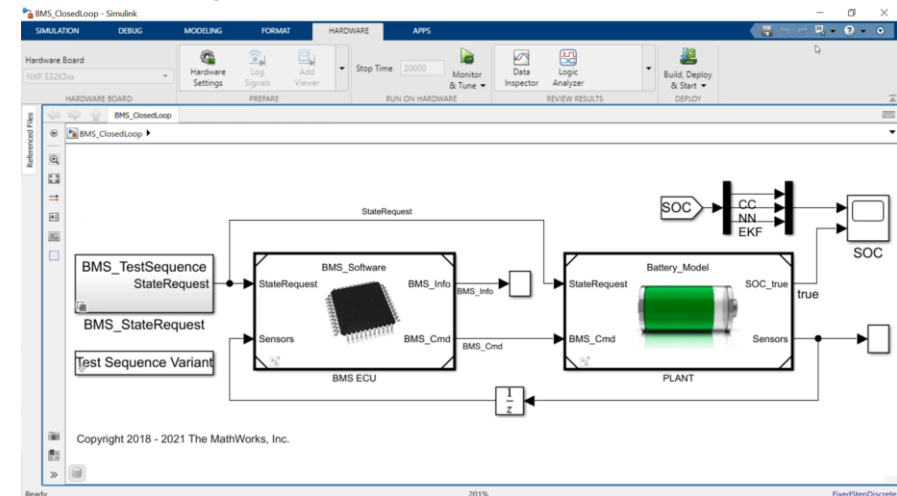 BMS_ClosedLoop - Simulink
SIMULATION DEBUG MODELING FORMAT HARDWARE APPS
Hardware Board
NXP S32K3xx
Hardware Settings
Log Signals
Add Viewer
Stop Time 20000
Monitor & Tune
Data Inspector
Logic Analyzer
Build, Deploy & Start
HARDWARE BOARD PREPARE RUN ON HARDWARE REVIEW RESULTS DEPLOY
Referenced Files
BMS_ClosedLoop
BMS_ClosedLoop
StateRequest
SOC
CC
NN
EKF
SOC
BMS_TestSequence
StateRequest
BMS_StateRequest
Test Sequence Variant
BMS_Software
StateRequest
BMS_Info
BMS_Info
Sensors
BMS_Cmd
BMS_Cmd
BMS ECU
Battery_Model
StateRequest
SOC_true
true
BMS_Cmd
Sensors
PLANT
1
z
Copyright 2018 - 2021 The MathWorks, Inc.
Ready 201% FixedStepDiscrete